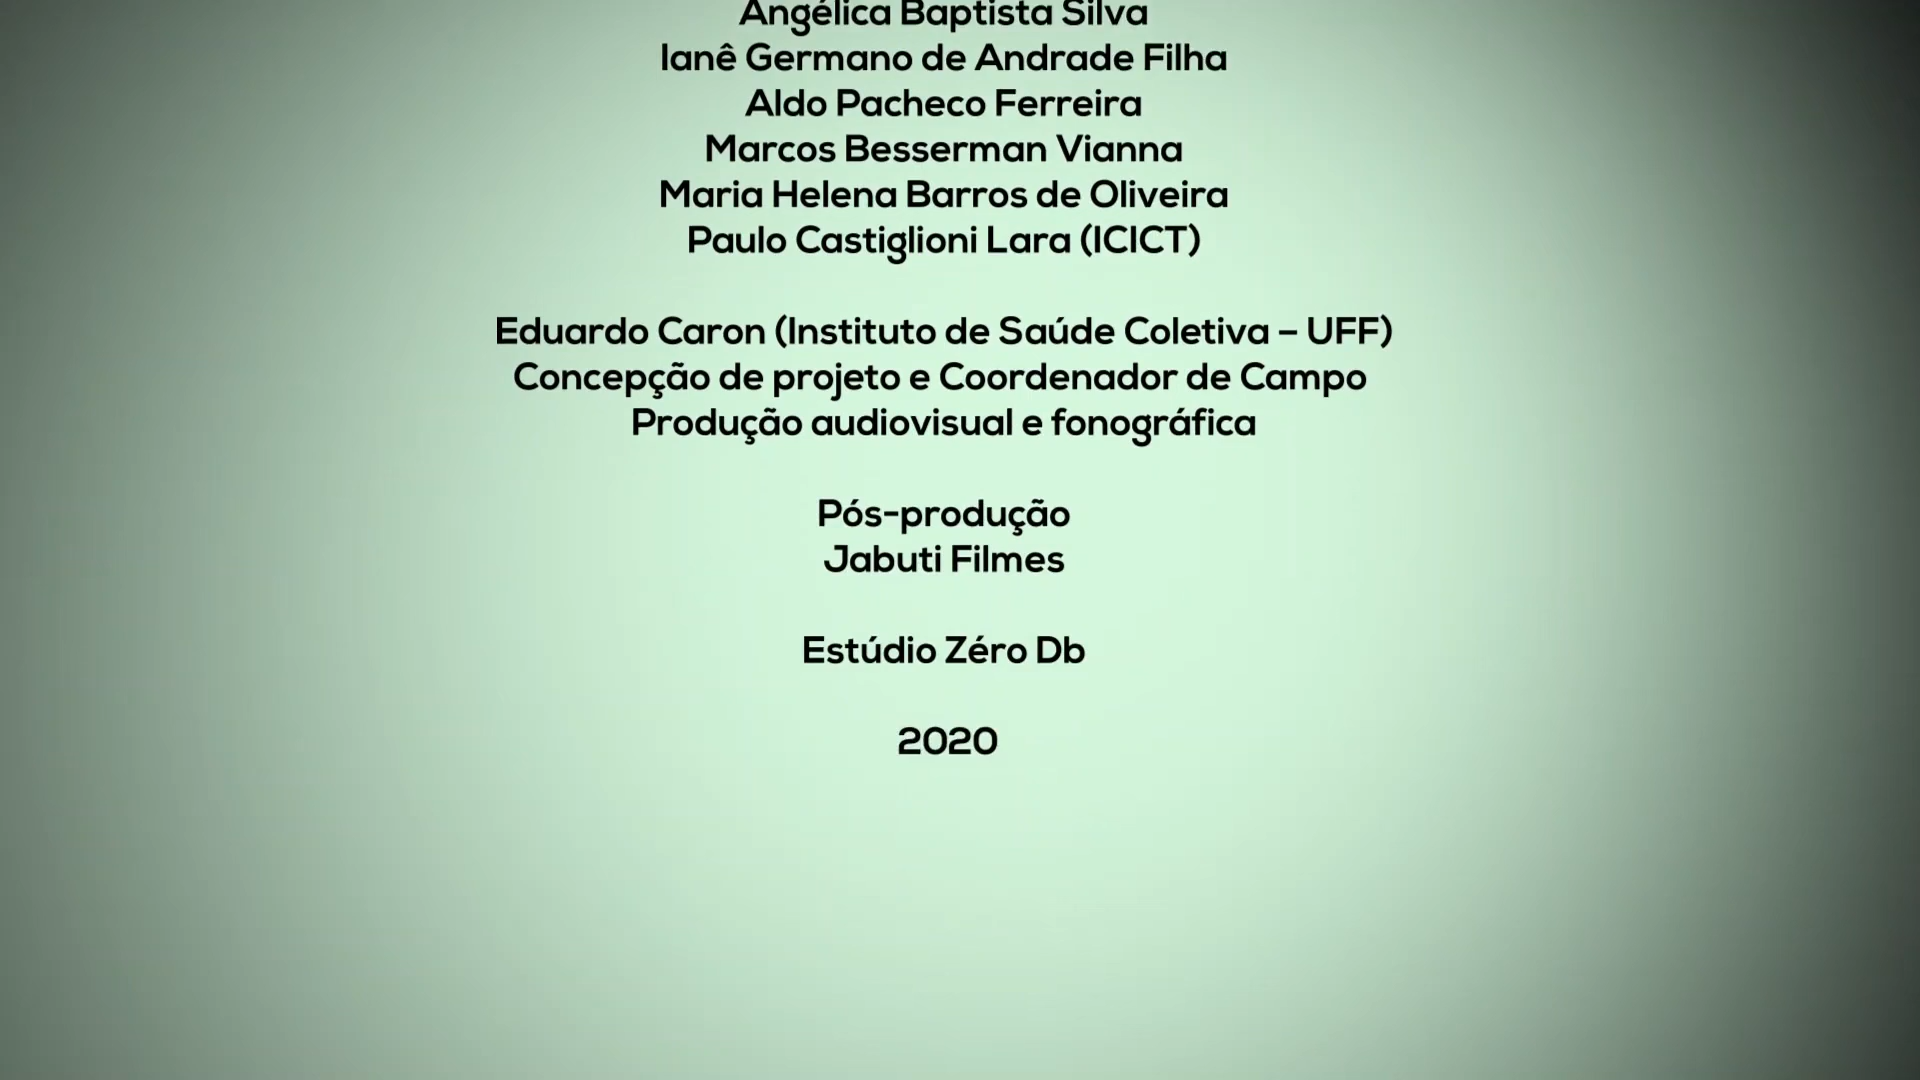 Angélica Baptista Silva
Ianê Germano de Andrade Filha
Aldo Pacheco Ferreira
Marcos Besserman Vianna
Maria Helena Barros de Oliveira
Paulo Castiglioni Lara (ICICT)
Eduardo Caron (Instituto de Saúde Coletiva – UFF)
Concepção de projeto e Coordenador de Campo
Produção audiovisual e fonográfica
Pós-produção
Jabuti Filmes
Estúdio Zéro Db
2020